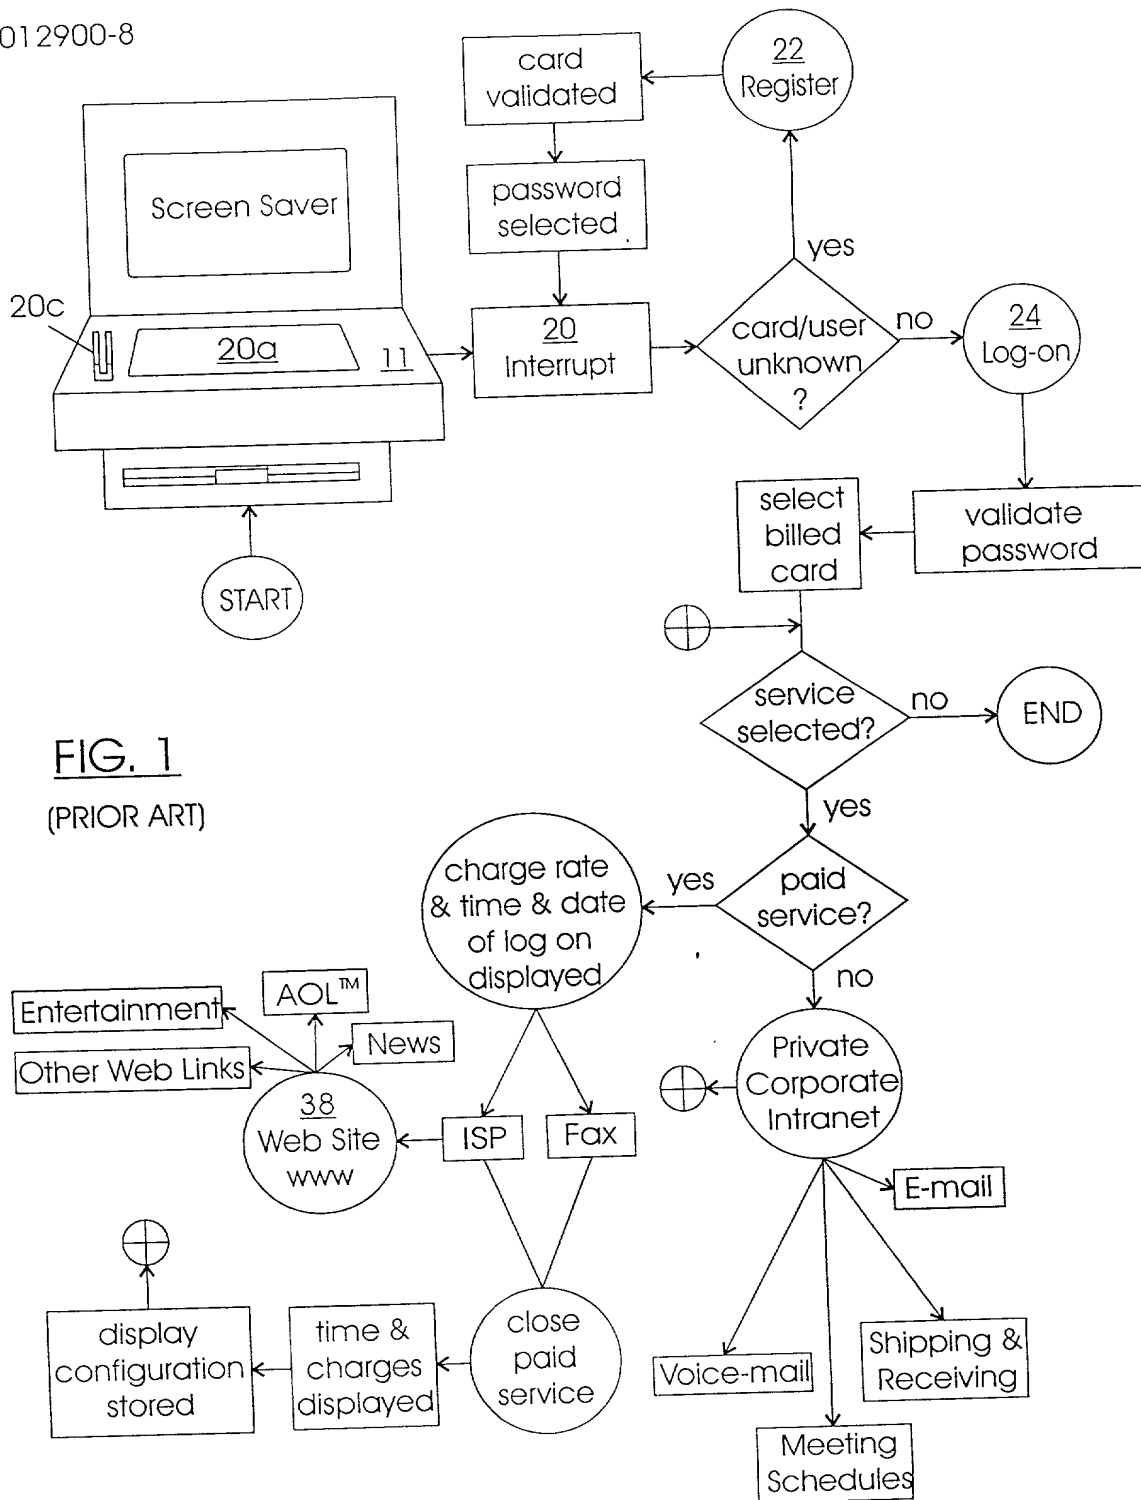 012900-8
card
validated
22
Register
Screen Saver
password
selected
yes
20c
20a
11
20
Interrupt
card/user
unknown
?
no
24
Log-on
select
billed
card
validate
password
START
service
selected?
no
END
FIG. 1
(PRIOR ART)
yes
charge rate
& time & date
of log on
displayed
yes
paid
service?
no
Entertainment
AOL™
News
Other Web Links
38
Web Site
www
ISP
Fax
Private
Corporate
Intranet
E-mail
display
configuration
stored
time &
charges
displayed
close
paid
service
Voice-mail
Shipping &
Receiving
Meeting
Schedules